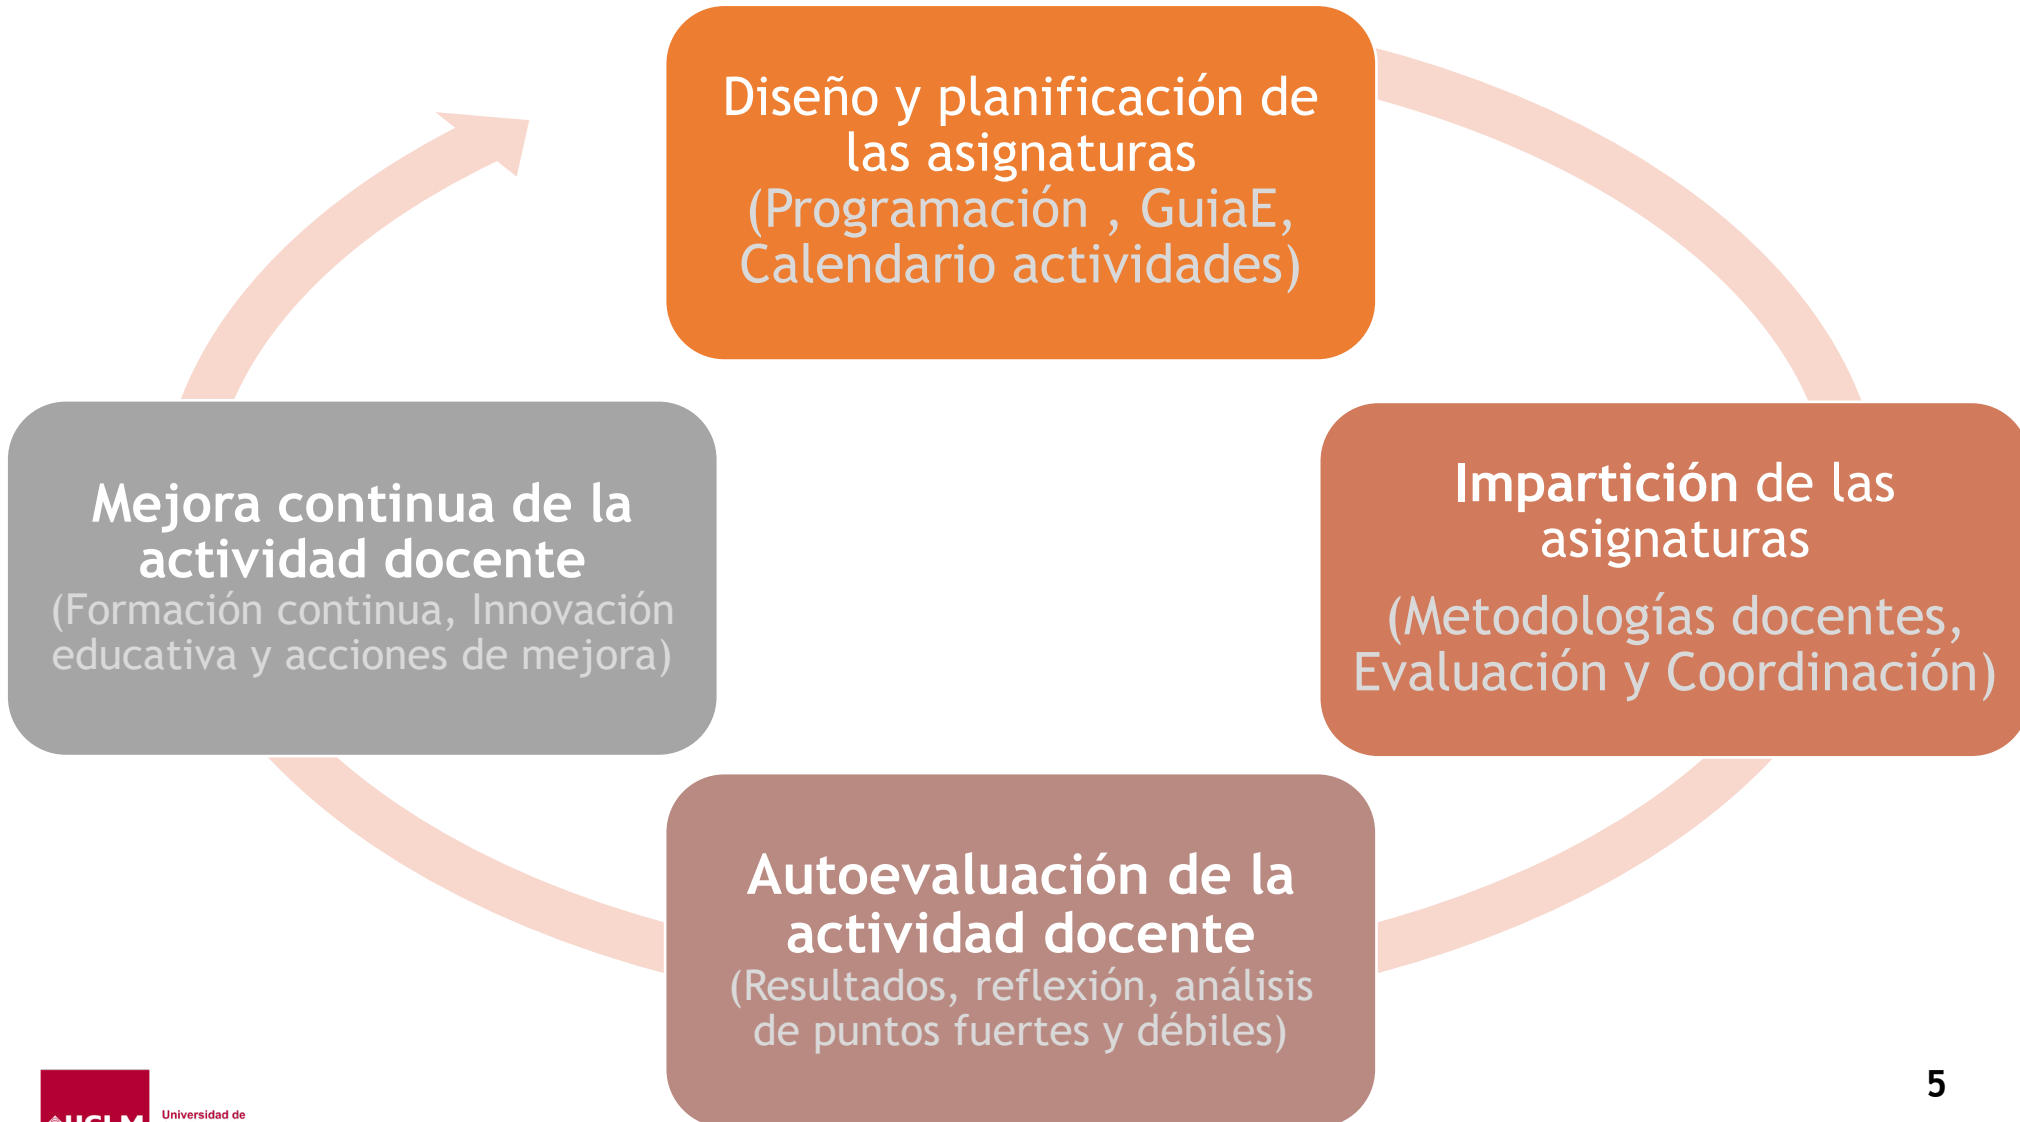 Diseño y planificación de
las asignaturas
(Programación , GuiaE,
Calendario actividades)
Impartición de las
asignaturas
(Metodologías docentes,
Evaluación y Coordinación)
Autoevaluación de la
actividad docente
(Resultados, reflexión, análisis
de puntos fuertes y débiles)
Mejora continua de la
actividad docente
(Formación continua, Innovación
educativa y acciones de mejora)
UCLM
Universidad de
5